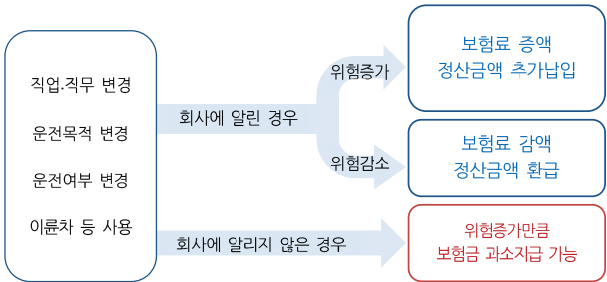 직업.직무 변경
운전목적 변경
운전여부 변경
이륜차 등 사용
회사에 알린 경우
위험증가
보험료 증액
정산금액 추가납입
위험감소
보험료 감액
정산금액 환급
회사에 알리지 않은 경우
위험증가만큼
보험금 과소지급 가능